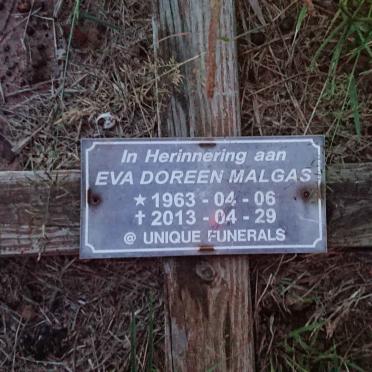 In Herinnering aan
EVA DOREEN MALGAS
★ 1963 - 04 - 06
✝ 2013 - 04 - 29
@ UNIQUE FUNERALS